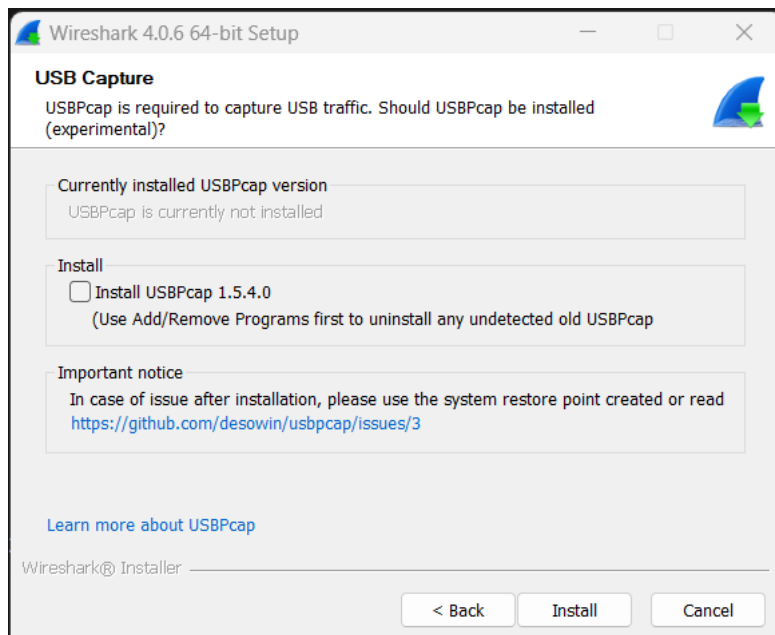 Wireshark 4.0.6 64-bit Setup
USB Capture
USBPcap is required to capture USB traffic. Should USBPcap be installed
(experimental)?
Currently installed USBPcap version
USBPcap is currently not installed
Install
Install USBPcap 1.5.4.0
(Use Add/Remove Programs first to uninstall any undetected old USBPcap
Important notice
In case of issue after installation, please use the system restore point created or read
https://github.com/desowin/usbpcap/issues/3
Learn more about USBPcap
Wireshark® Installer
< Back
Install
Cancel